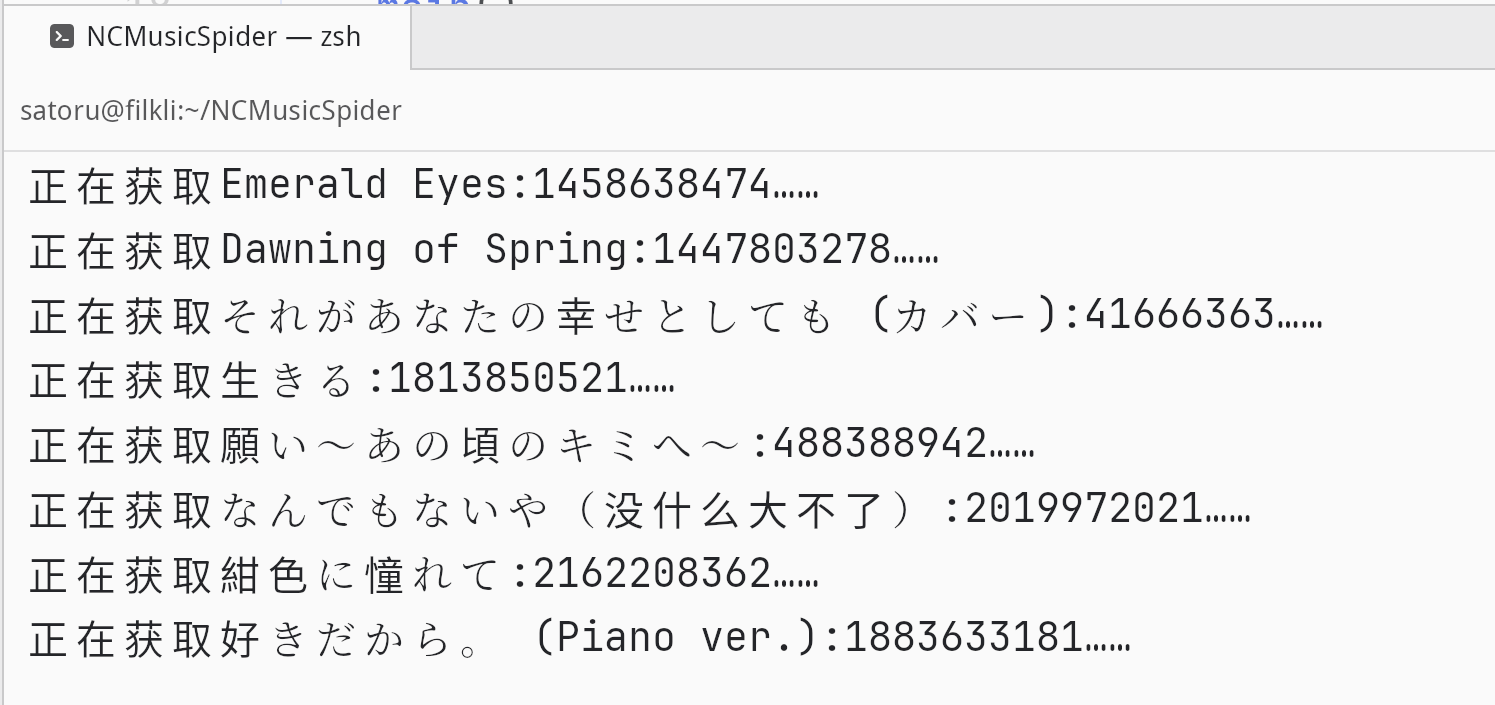 NCMusicSpider — zsh
satoru@filkli:~/NCMusicSpider
正在获取Emerald Eyes:1458638474……
正在获取Dawning of Spring:1447803278……
正在获取それがあなたの幸せとしても (カバー):41666363……
正在获取生きる:1813850521……
正在获取願い～あの頃のキミへ～:488388942……
正在获取なんでもないや（没什么大不了）:2019972021……
正在获取紺色に憧れて:2162208362……
正在获取好きだから。 (Piano ver.):1883633181……